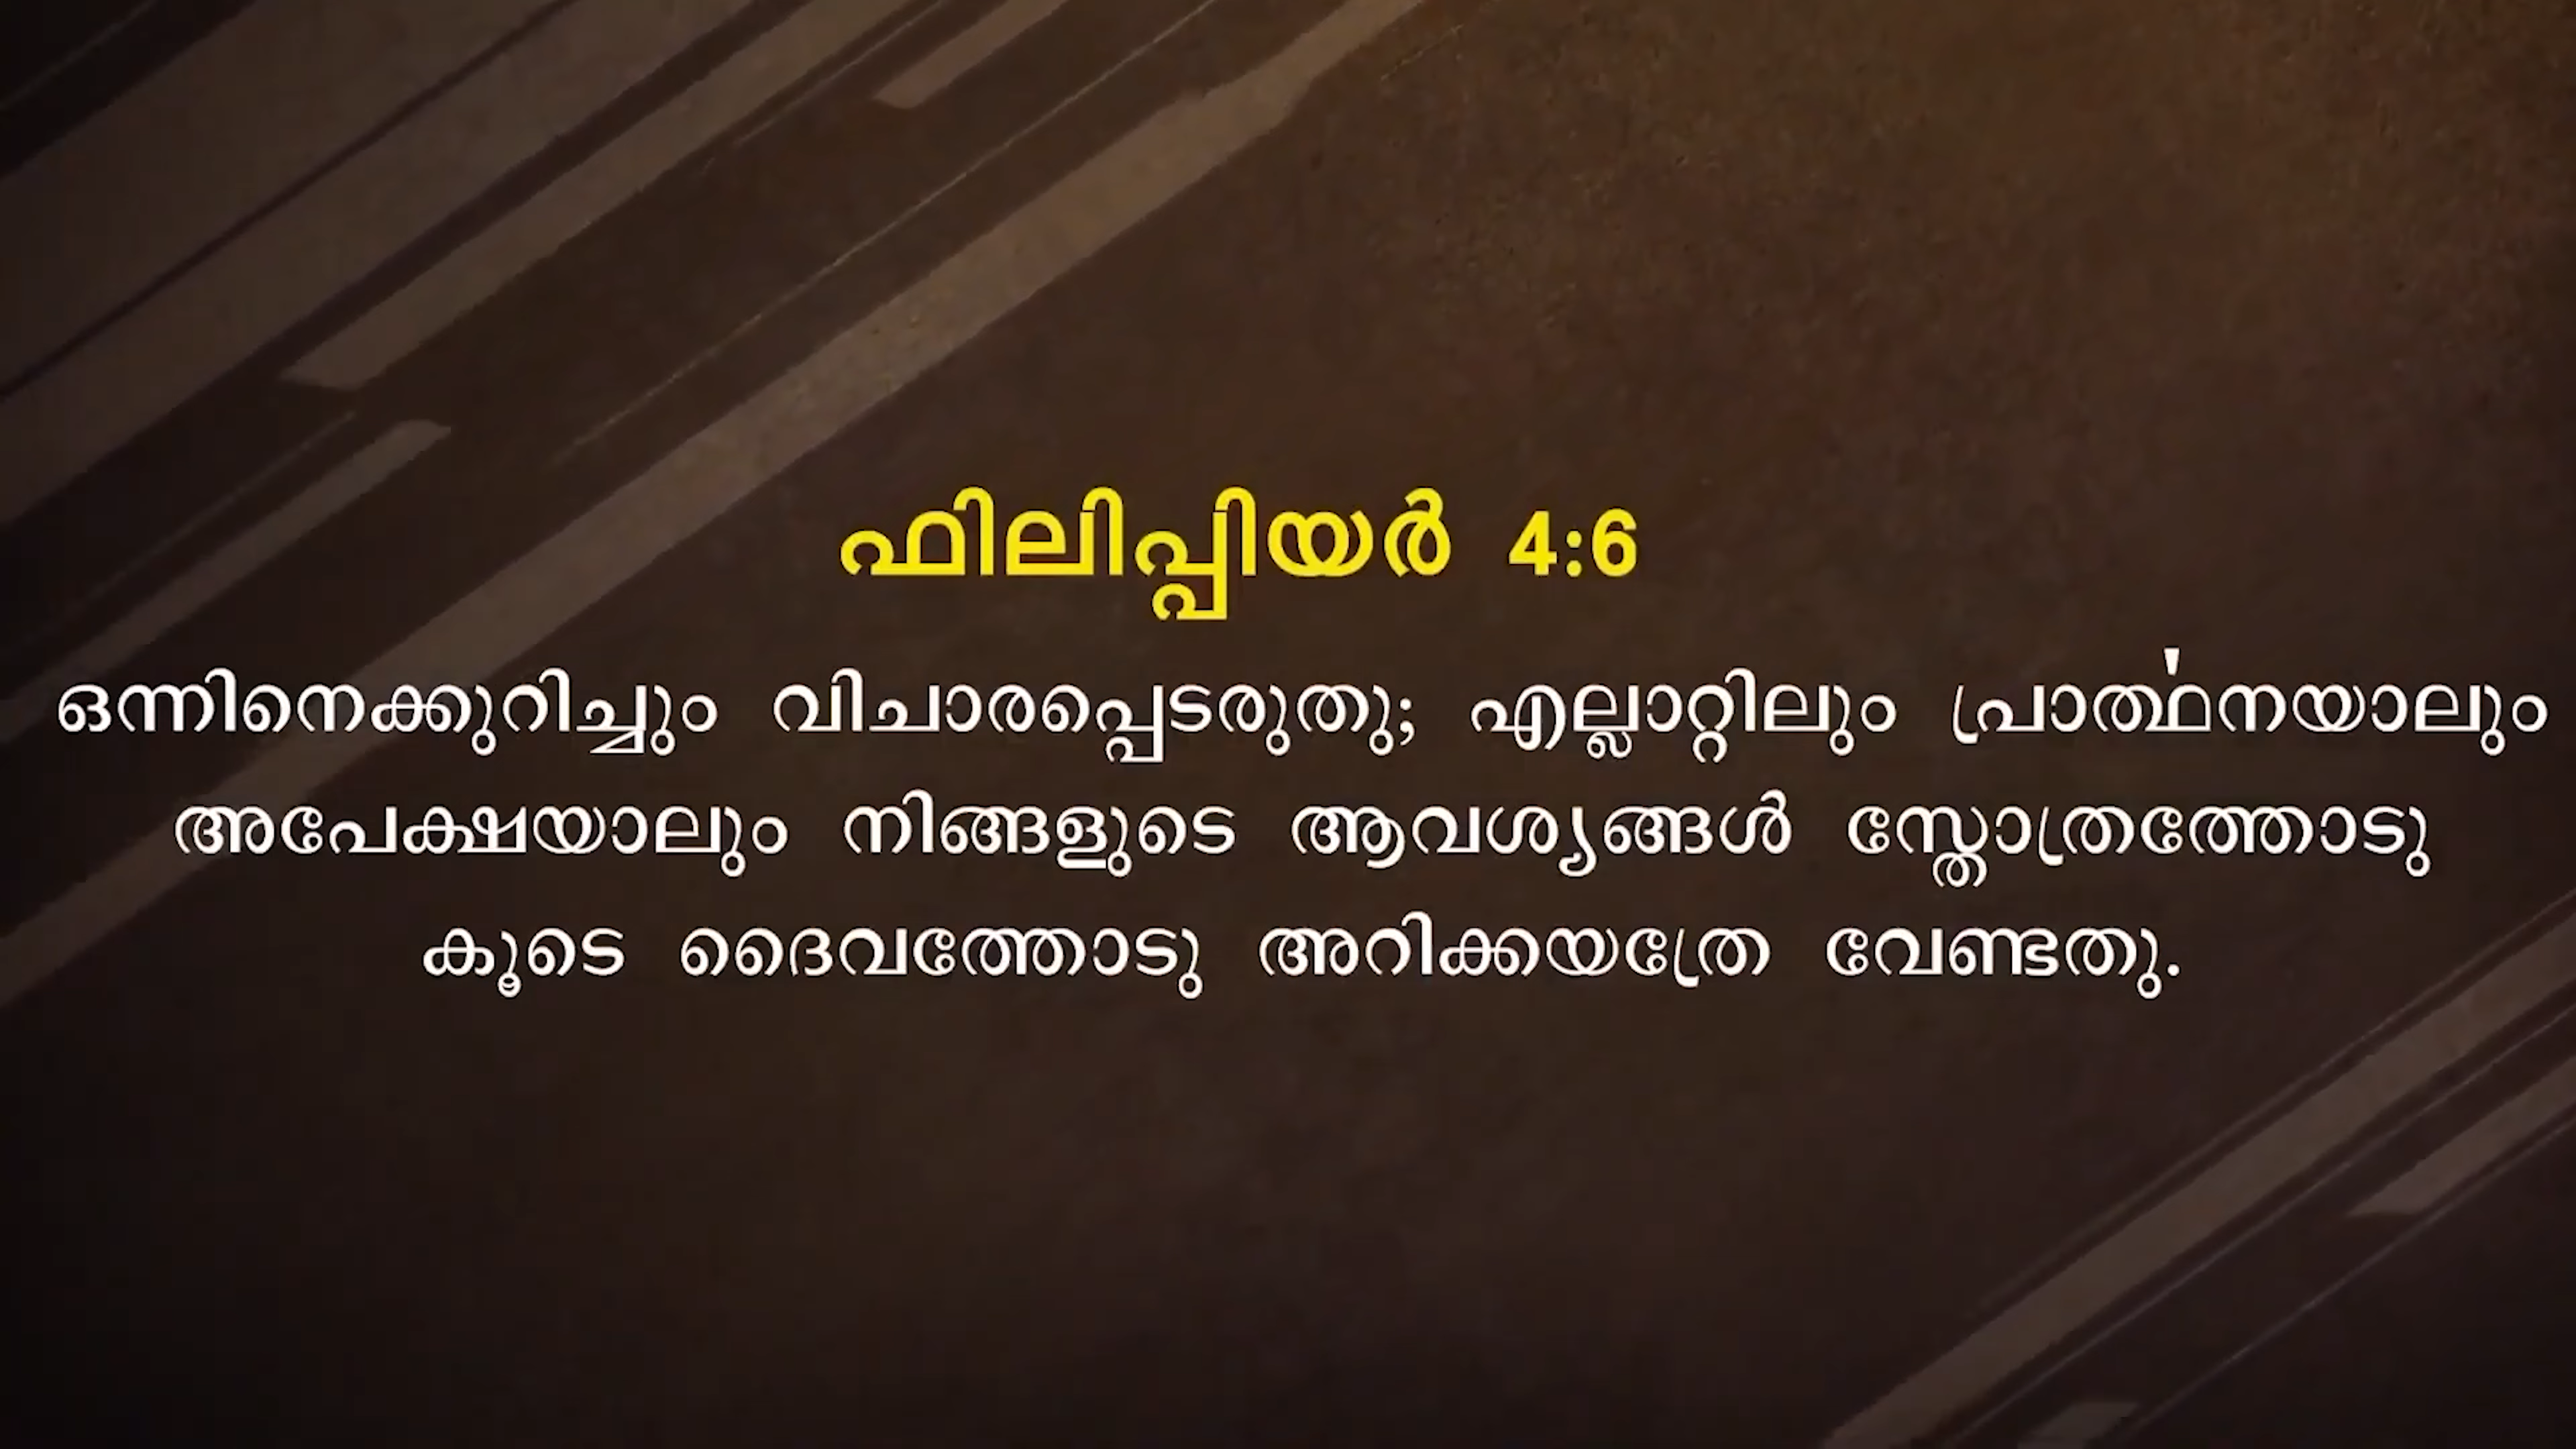 ഫിലിപ്പിയർ 4:6
ഒന്നിനെക്കുറിച്ചും വിചാരപ്പെടരുതു; എല്ലാറ്റിലും പ്രാൎത്ഥനയാലും
അപേക്ഷയാലും നിങ്ങളുടെ ആവശ്യങ്ങൾ സ്തോത്രത്തോടു
കൂടെ ദൈവത്തോടു അറിക്കയത്രേ വേണ്ടതു.